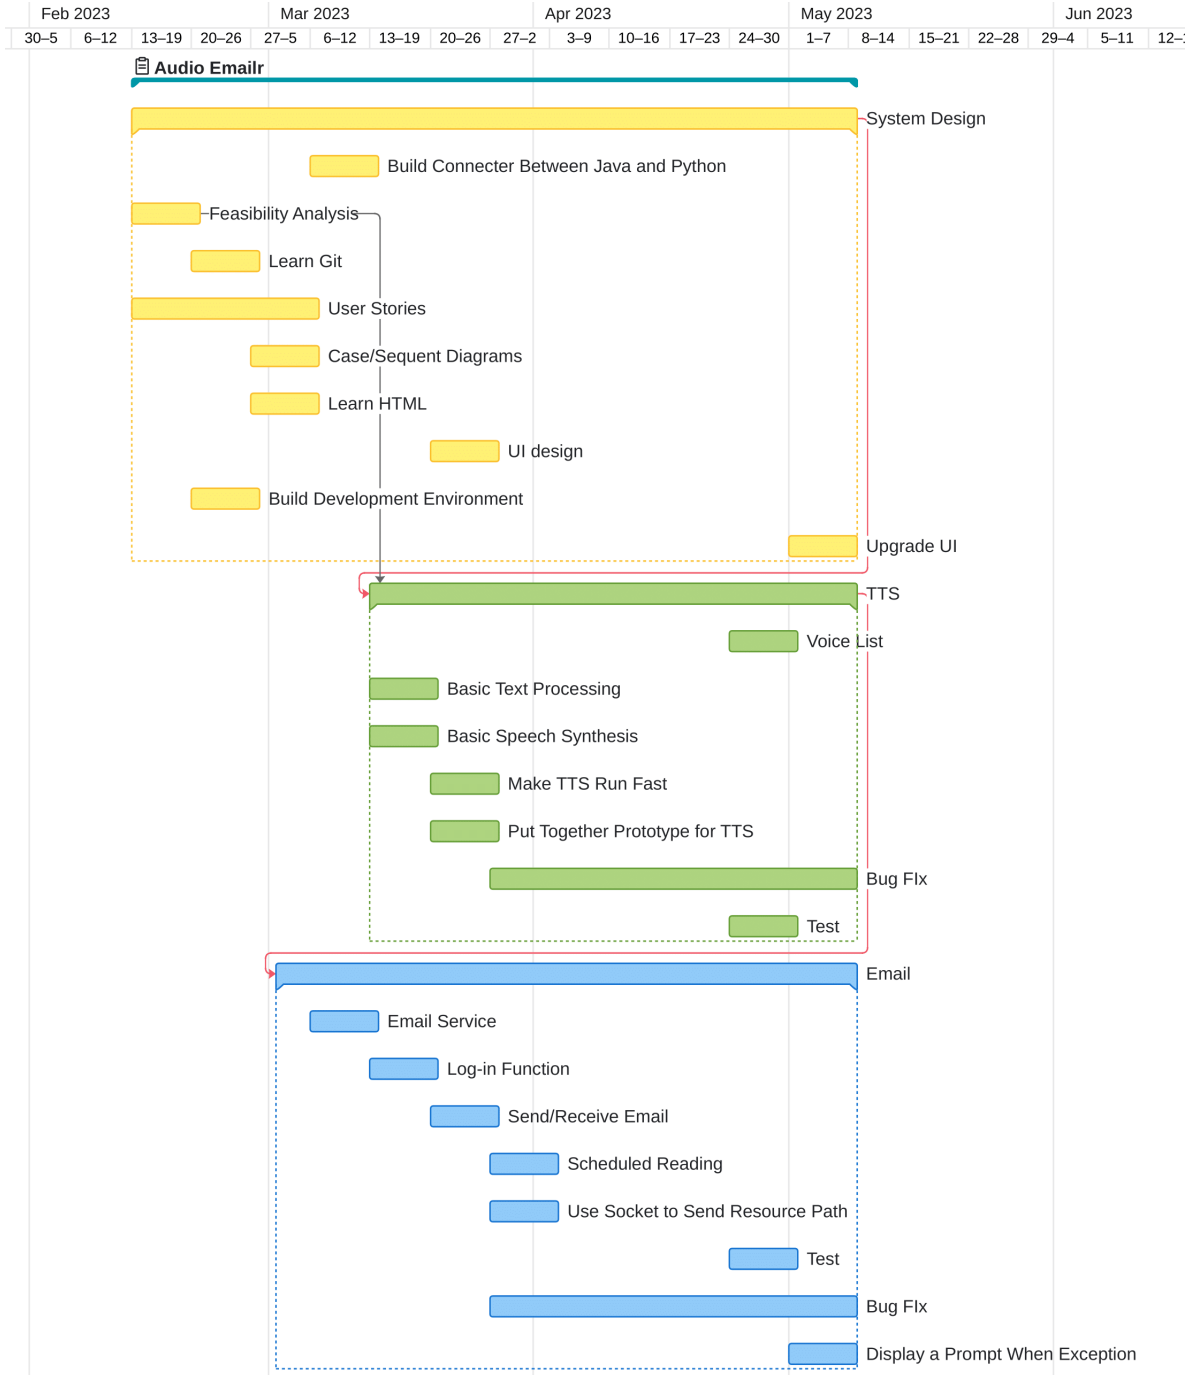 Feb 2023 Mar 2023 Apr 2023 May 2023 Jun 2023
30–5 6–12 13–19 20–26 27–5 6–12 13–19 20–26 27–2 3–9 10–16 17–23 24–30 1–7 8–14 15–21 22–28 29–4 5–11
Audio Emailr
System Design
Build Connecter Between Java and Python
Feasibility Analysis
Learn Git
User Stories
Case/Sequent Diagrams
Learn HTML
UI design
Build Development Environment
Upgrade UI
TTS
Voice List
Basic Text Processing
Basic Speech Synthesis
Make TTS Run Fast
Put Together Prototype for TTS
Bug FIx
Test
Email
Email Service
Log-in Function
Send/Receive Email
Scheduled Reading
Use Socket to Send Resource Path
Test
Bug FIx
Display a Prompt When Exception